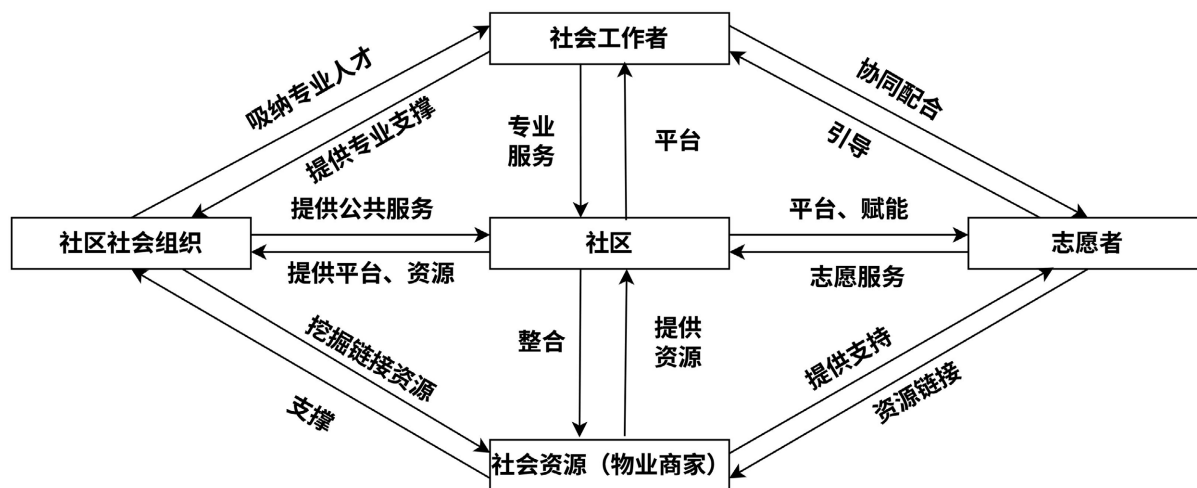 社会工作者
吸纳专业人才
协同配合
提供专业支撑
专业
服务
平台
引导
提供公共服务
平台、赋能
社区社会组织
社区
志愿者
提供平台、资源
志愿服务
挖掘链接资源
整合
提供
资源
提供支持
支撑
资源链接
社会资源（物业商家）